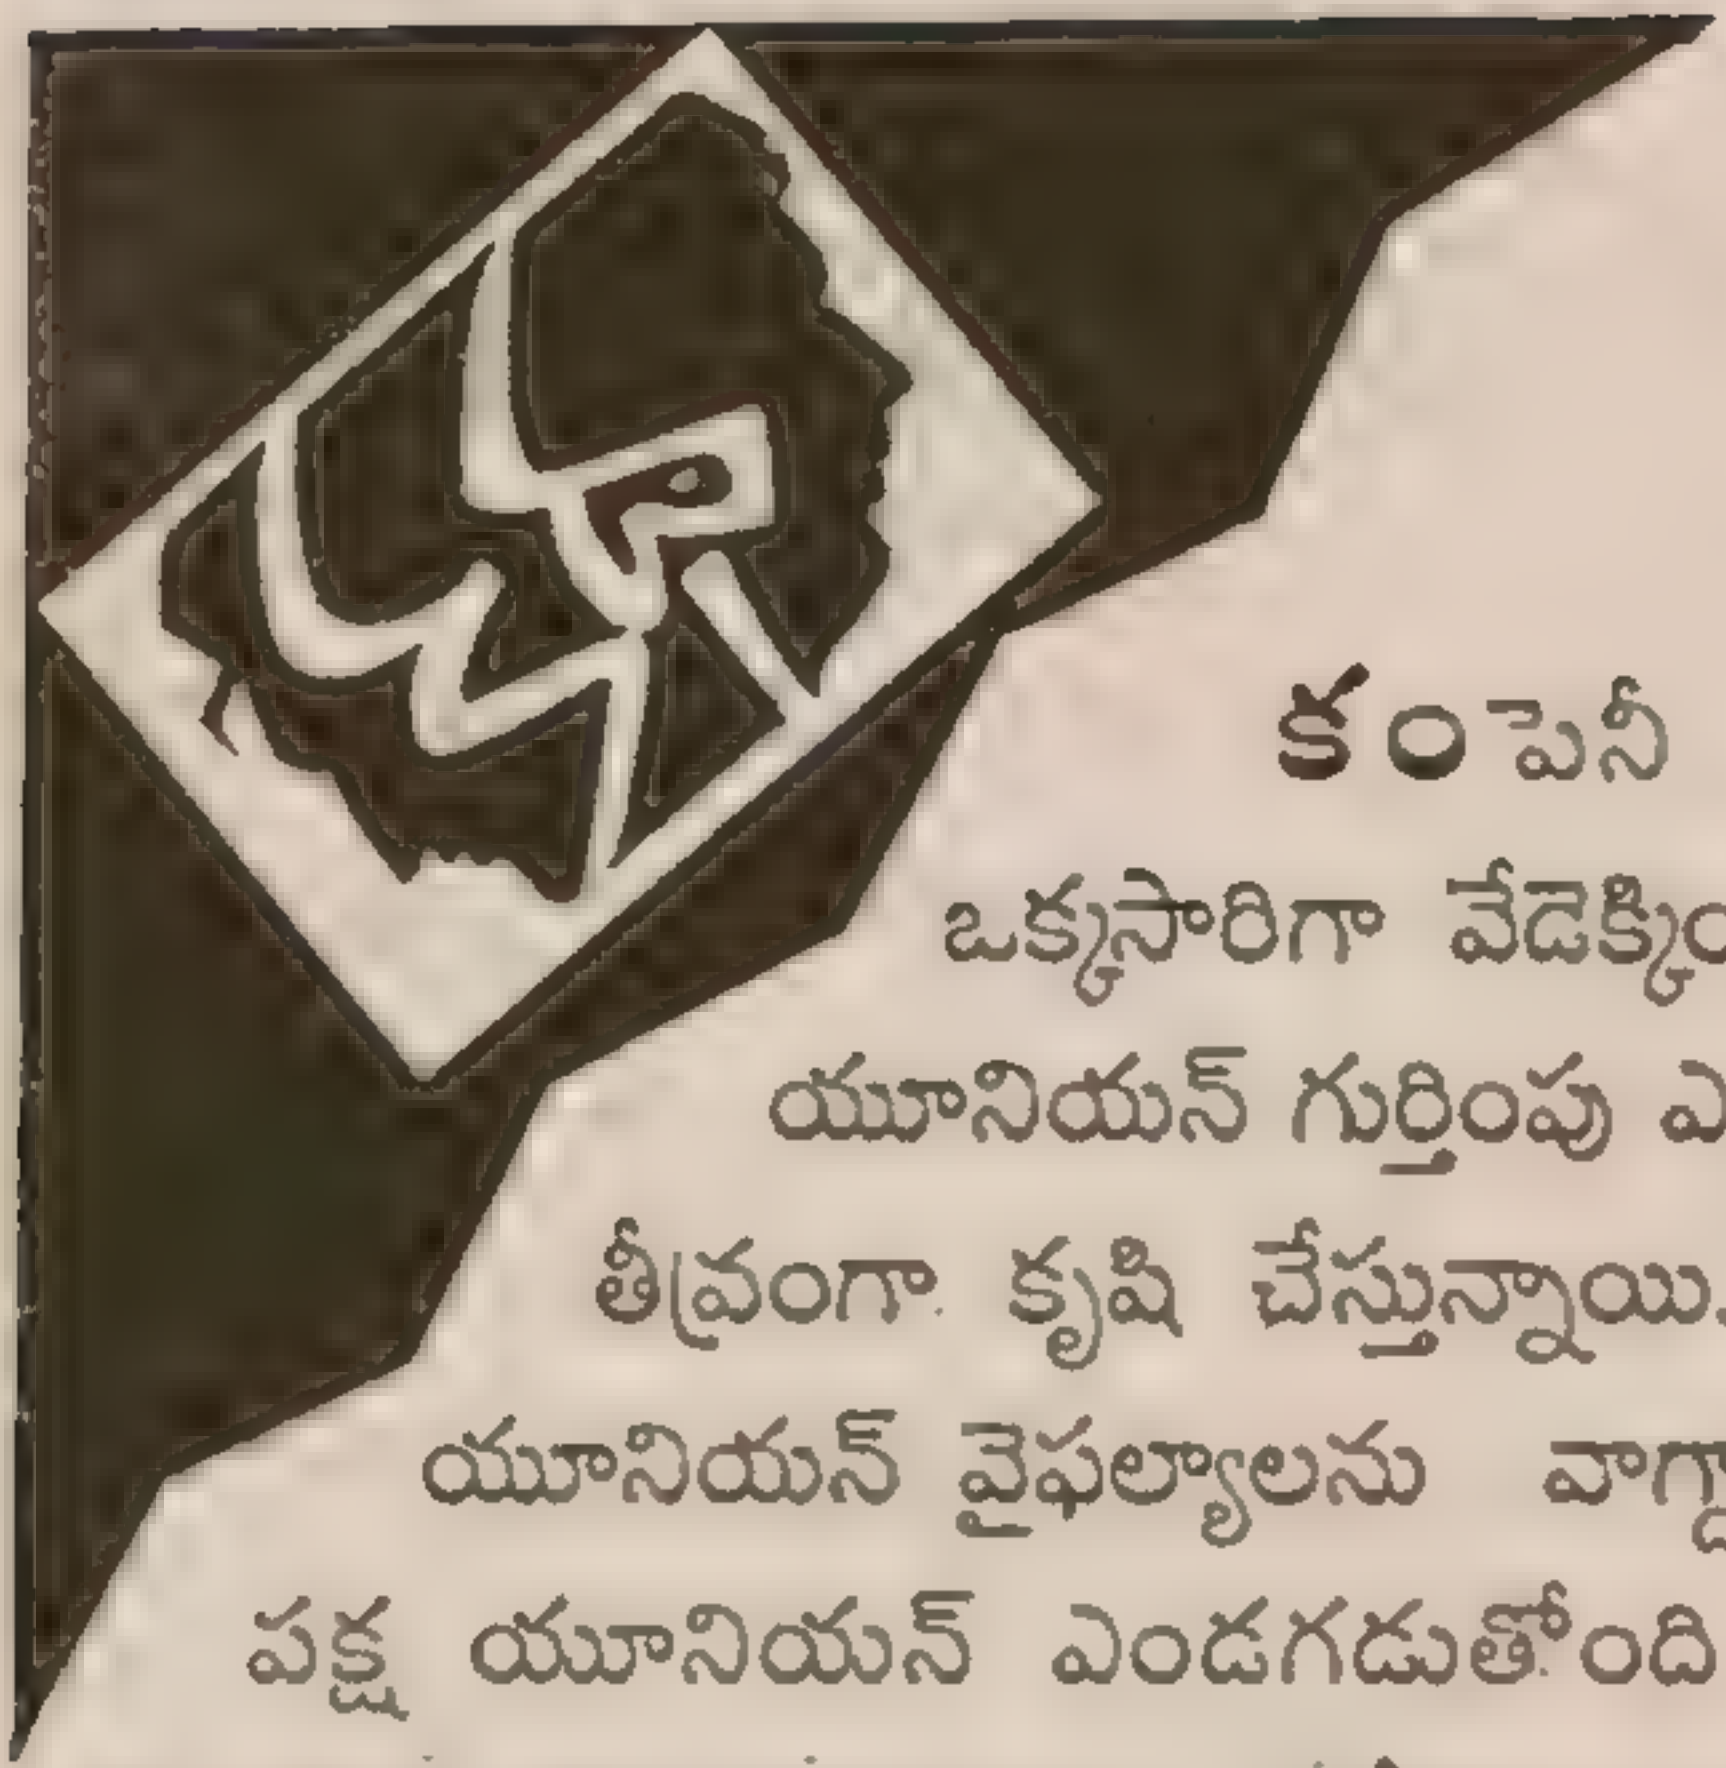 కంపెనీ
ఒక్కసారిగా వేడెక్కిం
యూనియన్ గుర్తింపు ఎ
తీవ్రంగా కృషి చేస్తున్నాయి.
యూనియన్ వైఫల్యాలను వాగ్దా
పక్ష యూనియన్ ఎండగడుతోంది